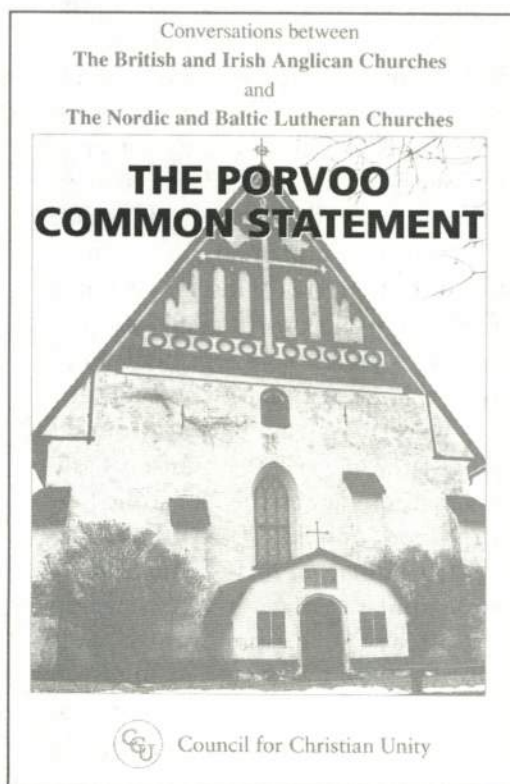 Conversations between
The British and Irish Anglican Churches
and
The Nordic and Baltic Lutheran Churches
THE PORVOO
COMMON STATEMENT
CCU Council for Christian Unity